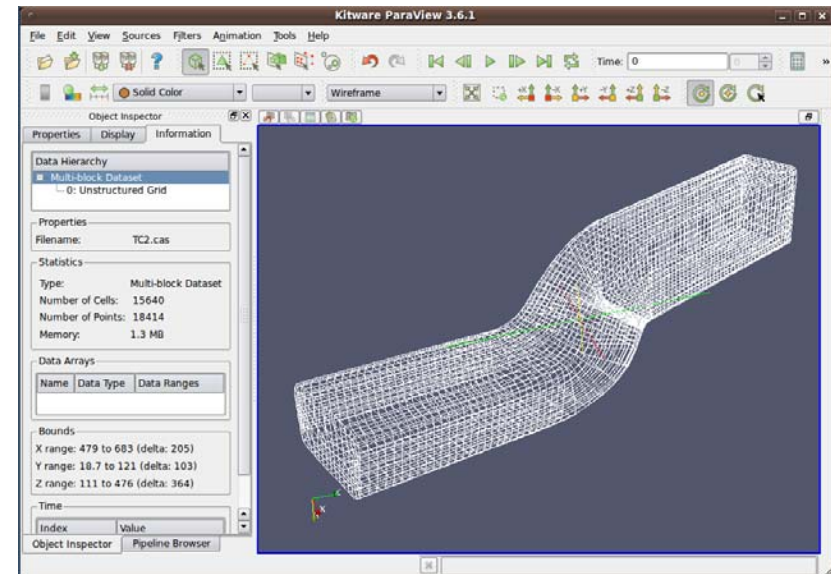 Kitware ParaView 3.6.1
File Edit View Sources Filters Animation Tools Help
Time: 0
0
»
Solid Color
Wireframe
Object Inspector
Properties Display Information
Data Hierarchy
Multi-block Dataset
0: Unstructured Grid
Properties
Filename: TC2.cas
Statistics
Type: Multi-block Dataset
Number of Cells: 15640
Number of Points: 18414
Memory: 1.3 MB
Data Arrays
Name Data Type Data Ranges
Bounds
X range: 479 to 683 (delta: 205)
Y range: 18.7 to 121 (delta: 103)
Z range: 111 to 476 (delta: 364)
Time
Index Value
Object Inspector Pipeline Browser